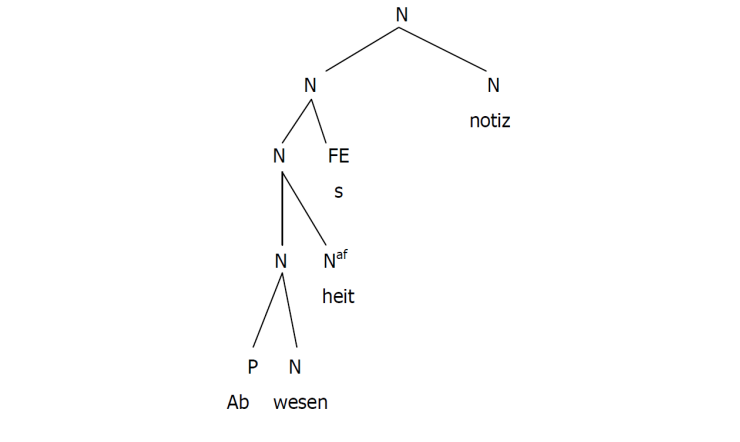 N
N N
notiz
N FE
s
N N^af
heit
P N
Ab wesen